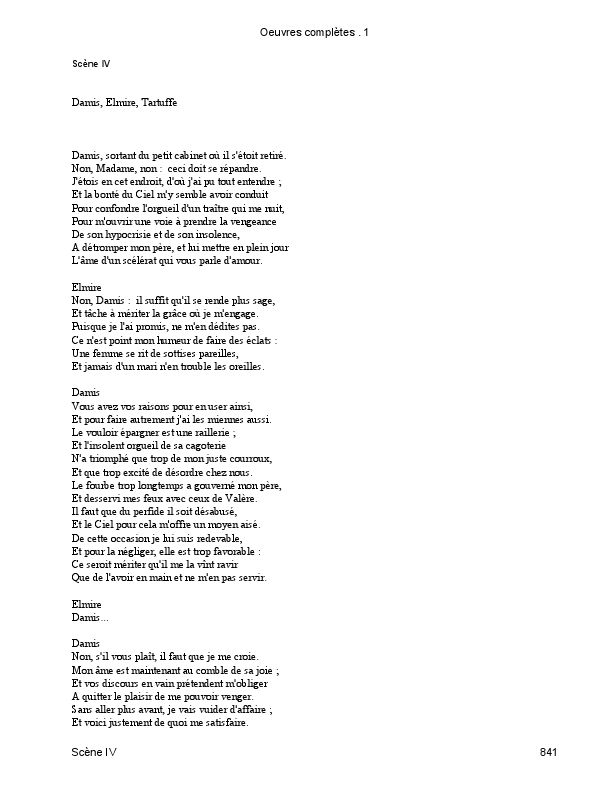 Oeuvres complètes . 1
Scène IV
Damis, Elmire, Tartuffe
Damis, sortant du petit cabinet où il s'étoit retiré.
Non, Madame, non :  ceci doit se répandre.
J'étois en cet endroit, d'où j'ai pu tout entendre ;
Et la bonté du Ciel m'y semble avoir conduit
Pour confondre l'orgueil d'un traître qui me nuit,
Pour m'ouvrir une voie à prendre la vengeance
De son hypocrisie et de son insolence,
A détromper mon père, et lui mettre en plein jour
L'âme d'un scélérat qui vous parle d'amour.
Elmire
Non, Damis :  il suffit qu'il se rende plus sage,
Et tâche à mériter la grâce où je m'engage.
Puisque je l'ai promis, ne m'en dédites pas.
Ce n'est point mon humeur de faire des éclats :
Une femme se rit de sottises pareilles,
Et jamais d'un mari n'en trouble les oreilles.
Damis
Vous avez vos raisons pour en user ainsi,
Et pour faire autrement j'ai les miennes aussi.
Le vouloir épargner est une raillerie ;
Et l'insolent orgueil de sa cagoterie
N'a triomphé que trop de mon juste courroux,
Et que trop excité de désordre chez nous.
Le fourbe trop longtemps a gouverné mon père,
Et desservi mes feux avec ceux de Valère.
Il faut que du perfide il soit désabusé,
Et le Ciel pour cela m'offre un moyen aisé.
De cette occasion je lui suis redevable,
Et pour la négliger, elle est trop favorable :
Ce seroit mériter qu'il me la vînt ravir
Que de l'avoir en main et ne m'en pas servir.
Elmire
Damis...
Damis
Non, s'il vous plaît, il faut que je me croie.
Mon âme est maintenant au comble de sa joie ;
Et vos discours en vain prétendent m'obliger
A quitter le plaisir de me pouvoir venger.
Sans aller plus avant, je vais vuider d'affaire ;
Et voici justement de quoi me satisfaire.
Scène IV 841